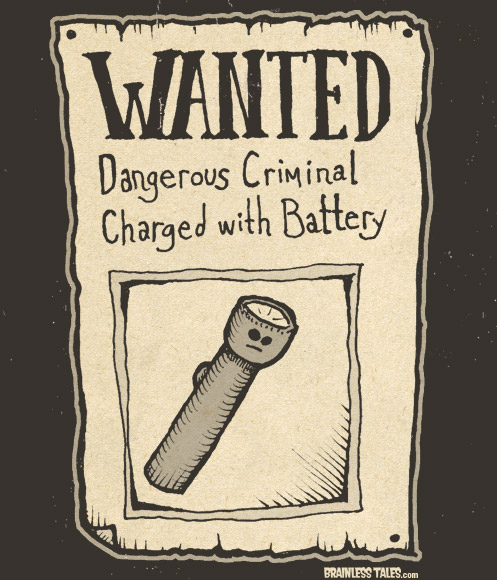 WANTED
Dangerous Criminal
Charged with Battery
BRAINLESS TALES.com